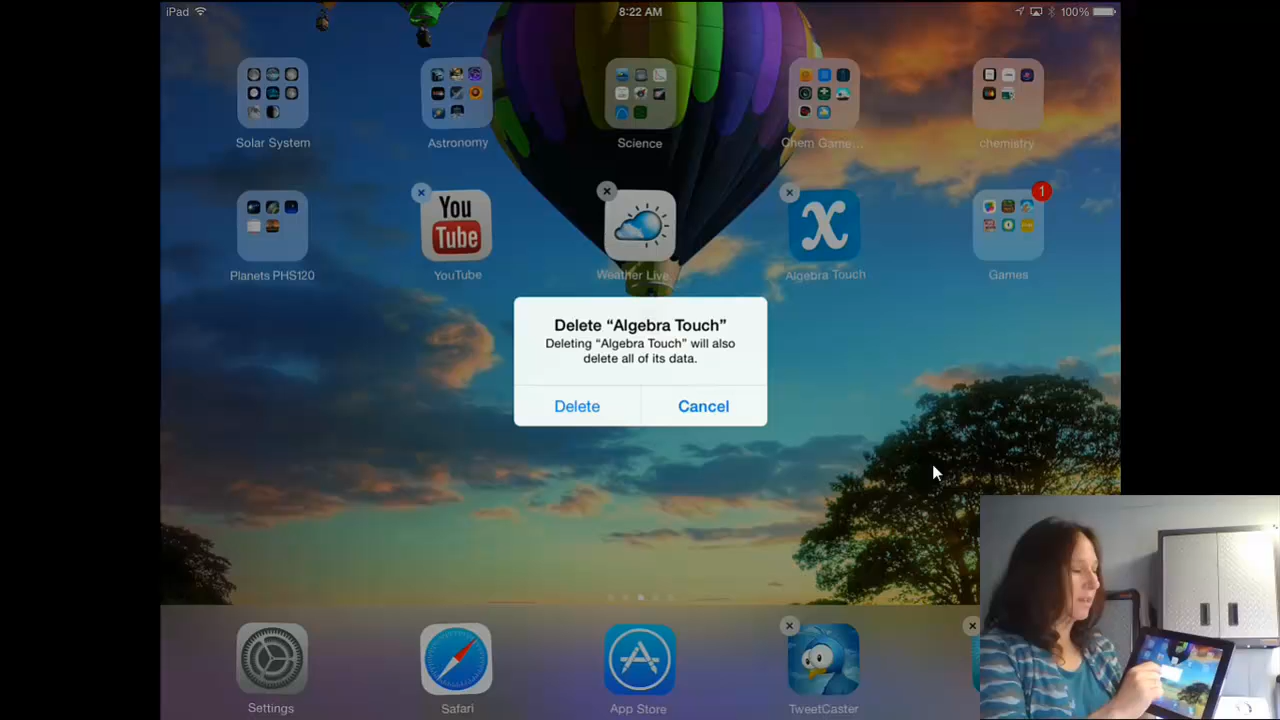 iPad 8:22 AM 100%
Solar System Astronomy Science Chem Game... chemistry
1
You
Tube
x
Planets PHS120 YouTube Weather Live Algebra Touch Games
Delete “Algebra Touch”
Deleting “Algebra Touch” will also
delete all of its data.
Delete Cancel
Settings Safari App Store TweetCaster